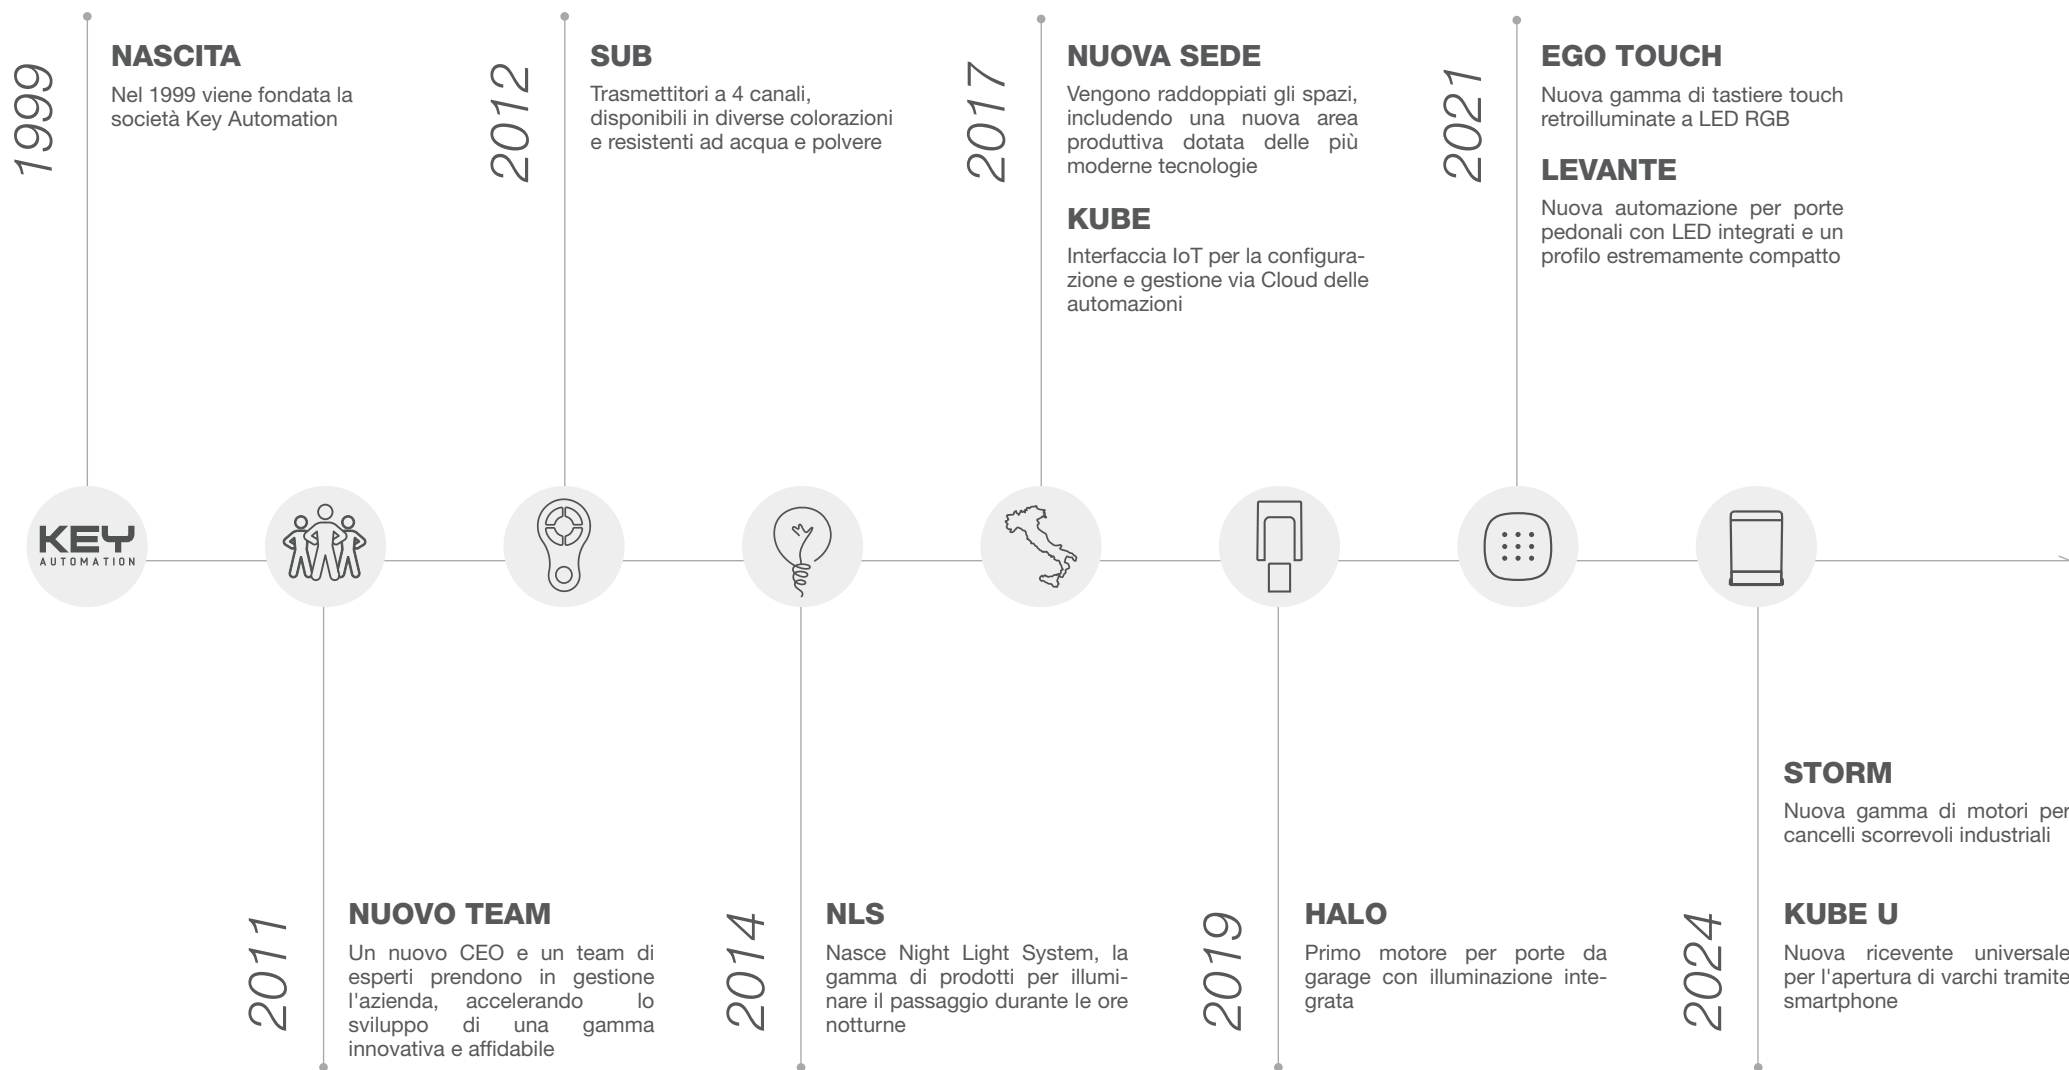 1999
NASCITA
Nel 1999 viene fondata la
società Key Automation
2012
SUB
Trasmettitori a 4 canali,
disponibili in diverse colorazioni
e resistenti ad acqua e polvere
2017
NUOVA SEDE
Vengono raddoppiati gli spazi,
includendo una nuova area
produttiva dotata delle più
moderne tecnologie
KUBE
Interfaccia IoT per la configura-
zione e gestione via Cloud delle
automazioni
2021
EGO TOUCH
Nuova gamma di tastiere touch
retroilluminate a LED RGB
LEVANTE
Nuova automazione per porte
pedonali con LED integrati e un
profilo estremamente compatto
KEY
AUTOMATION
2011
NUOVO TEAM
Un nuovo CEO e un team di
esperti prendono in gestione
l'azienda, accelerando lo
sviluppo di una gamma
innovativa e affidabile
2014
NLS
Nasce Night Light System, la
gamma di prodotti per illumi-
nare il passaggio durante le ore
notturne
2019
HALO
Primo motore per porte da
garage con illuminazione inte-
grata
2024
STORM
Nuova gamma di motori per
cancelli scorrevoli industriali
KUBE U
Nuova ricevente universale
per l'apertura di varchi tramite
smartphone